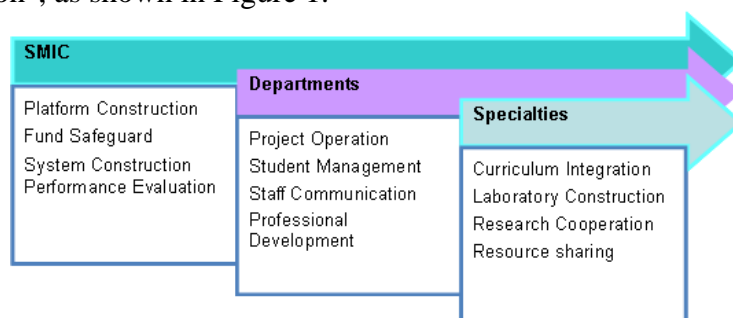 as shown in Figure 1.
SMIC
Platform Construction
Fund Safeguard
System Construction
Performance Evaluation
Departments
Project Operation
Student Management
Staff Communication
Professional
Development
Specialties
Curriculum Integration
Laboratory Construction
Research Cooperation
Resource sharing